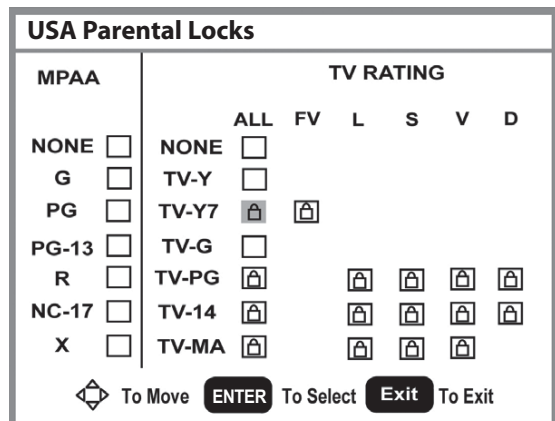 USA Parental Locks
MPAA TV RATING
ALL FV L S V D
NONE NONE
G TV-Y
PG TV-Y7
PG-13 TV-G
R TV-PG
NC-17 TV-14
X TV-MA
To Move ENTER To Select Exit To Exit